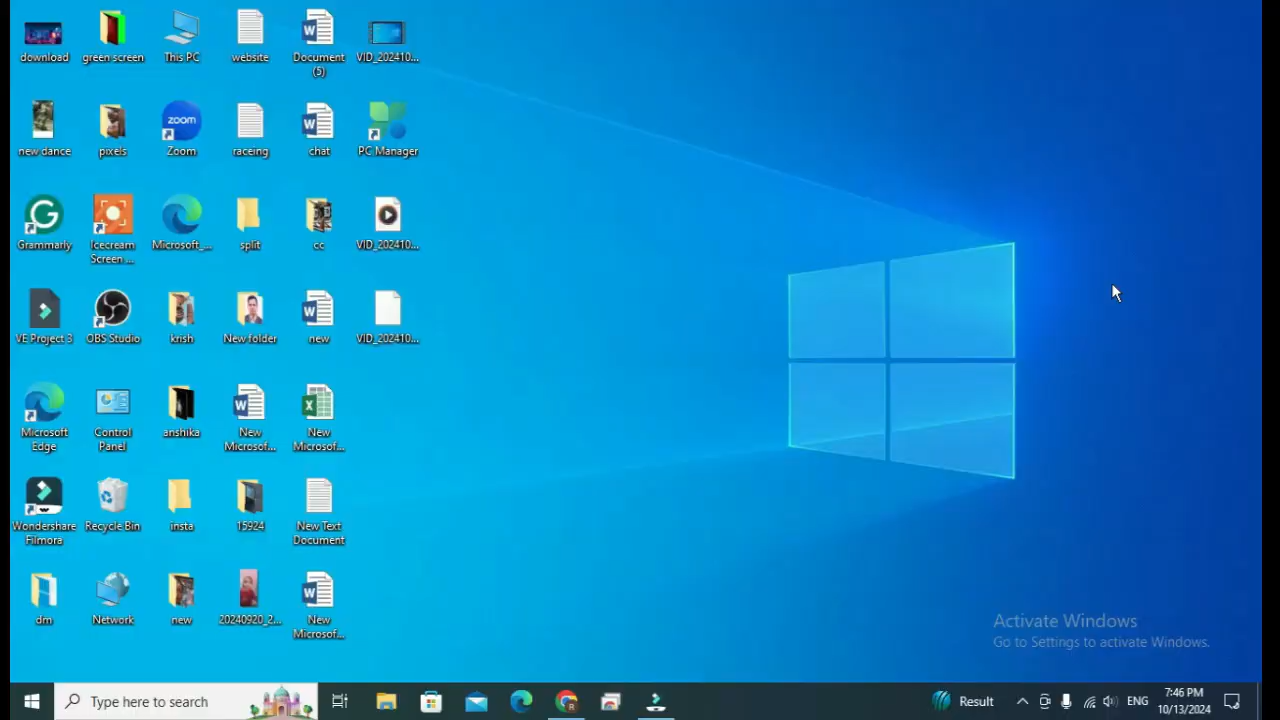 download
green screen
This PC
website
Document
(5)
VID_202410...
new dance
pixels
zoom
Zoom
raceing
chat
PC Manager
Grammarly
Icecream
Screen ...
Microsoft_...
split
cc
VID_202410...
VE Project 3
OBS Studio
krish
New folder
new
VID_202410...
Microsoft
Edge
Control
Panel
anshika
New
Microsof...
New
Microsof...
Wondershare
Filmora
Recycle Bin
insta
15924
New Text
Document
dm
Network
new
20240920_2...
New
Microsof...
Activate Windows
Go to Settings to activate Windows.
Type here to search
Result
ENG
7:46 PM
10/13/2024